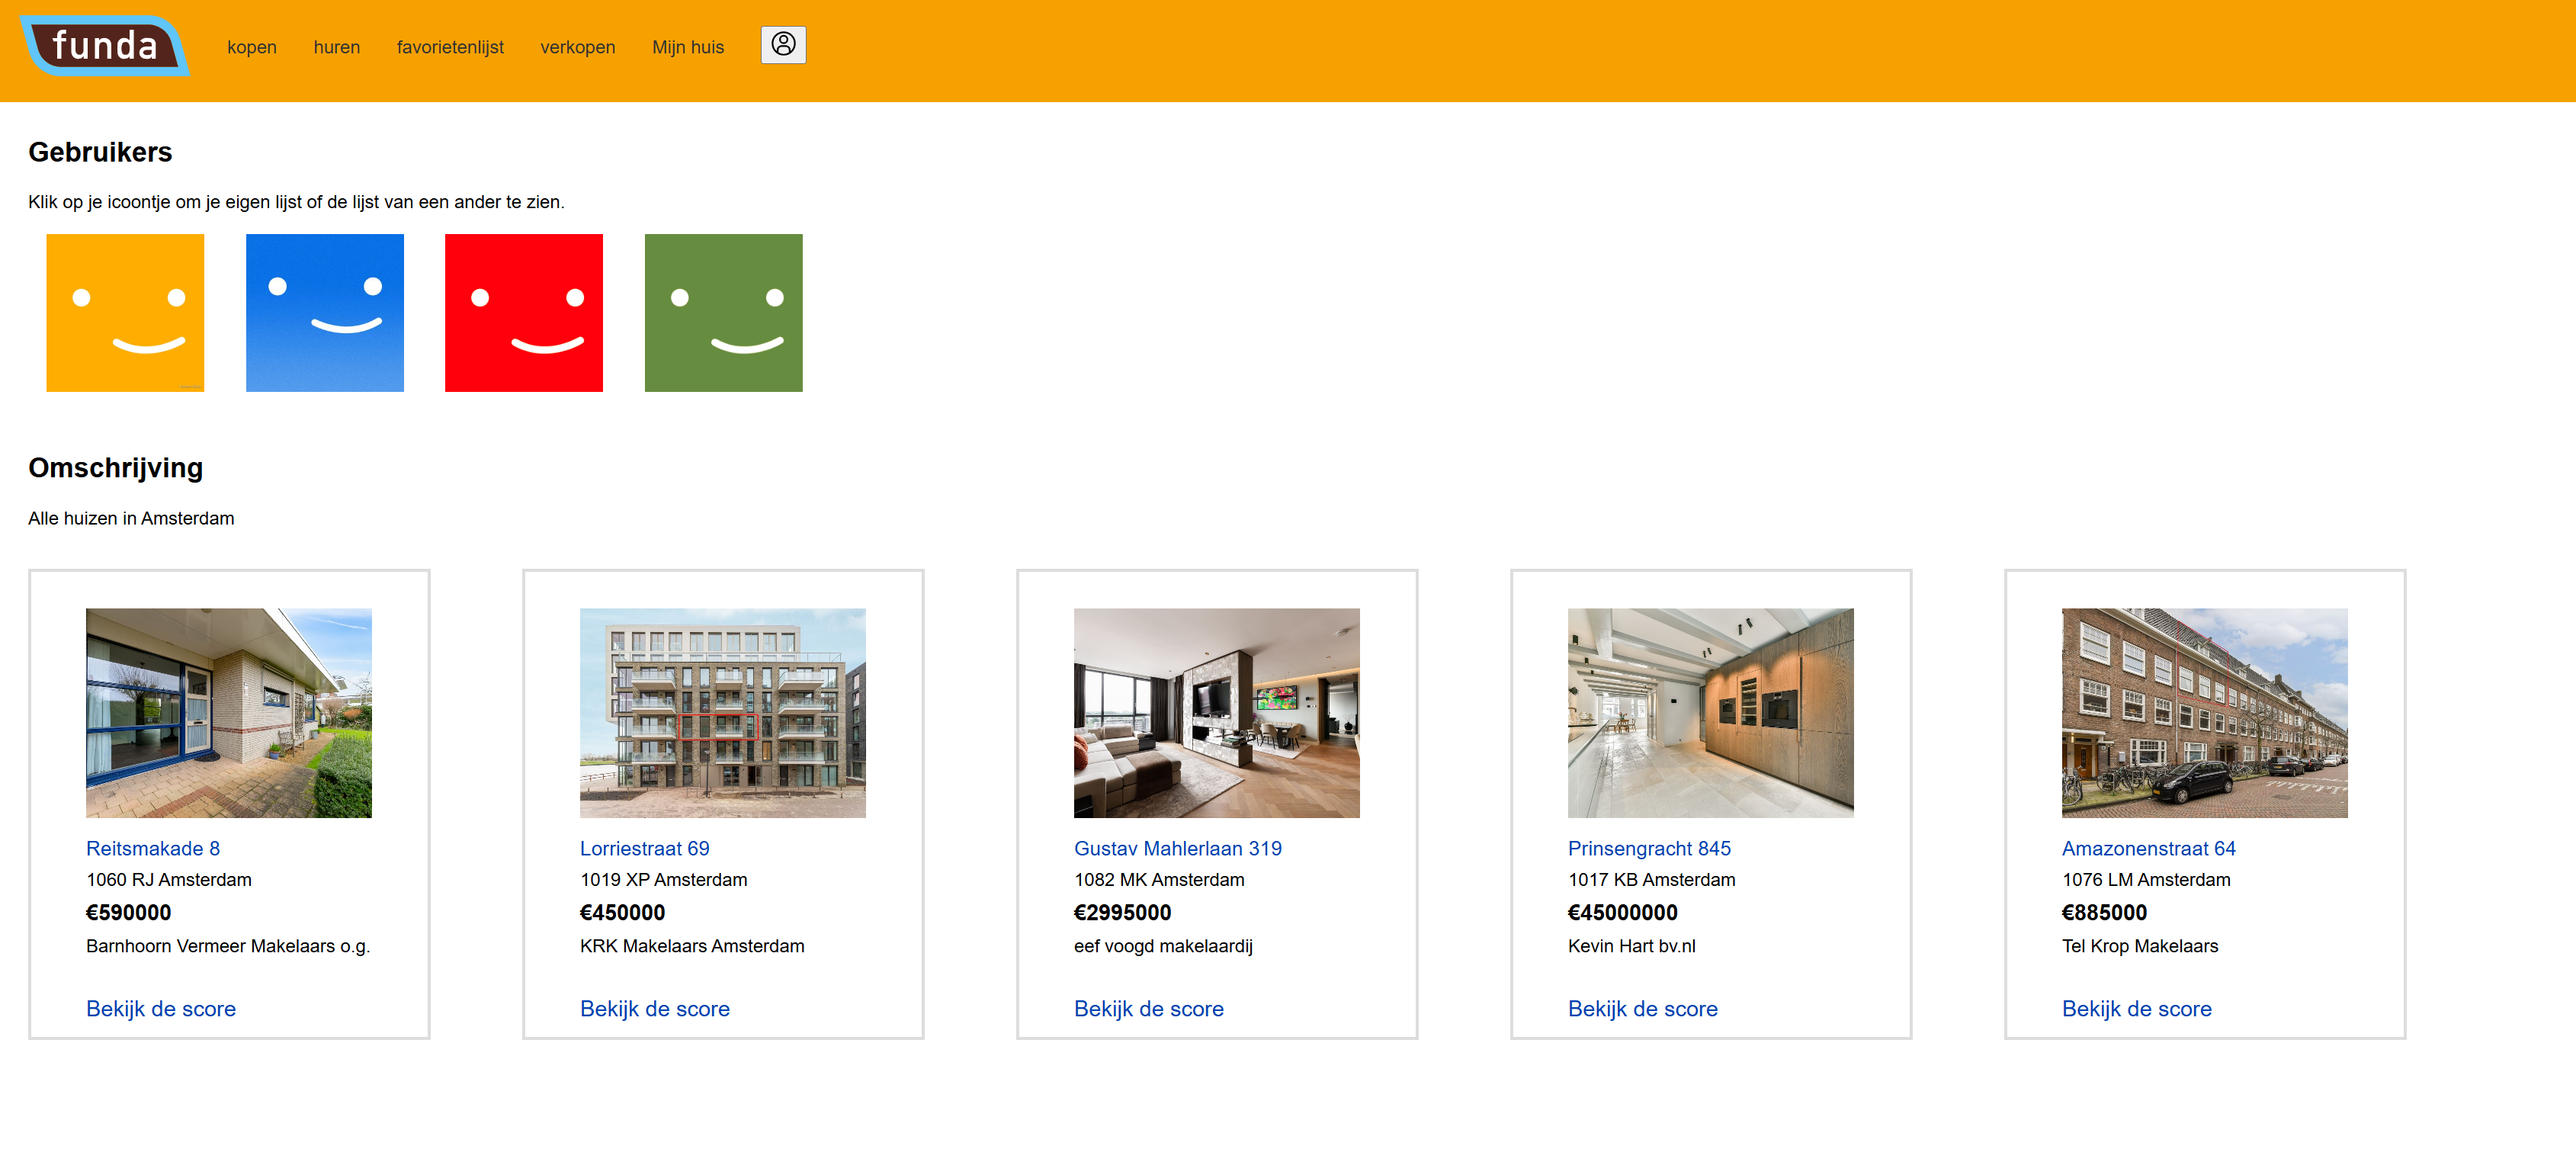 funda
kopen
huren
favorietenlijst
verkopen
Mijn huis
Gebruikers
Klik op je icoontje om je eigen lijst of de lijst van een ander te zien.
Omschrijving
Alle huizen in Amsterdam
Reitsmakade 8
1060 RJ Amsterdam
€590000
Barnhoorn Vermeer Makelaars o.g.
Bekijk de score
Lorriestraat 69
1019 XP Amsterdam
€450000
KRK Makelaars Amsterdam
Bekijk de score
Gustav Mahlerlaan 319
1082 MK Amsterdam
€2995000
eef voogd makelaardij
Bekijk de score
Prinsengracht 845
1017 KB Amsterdam
€45000000
Kevin Hart bv.nl
Bekijk de score
Amazonenstraat 64
1076 LM Amsterdam
€885000
Tel Krop Makelaars
Bekijk de score